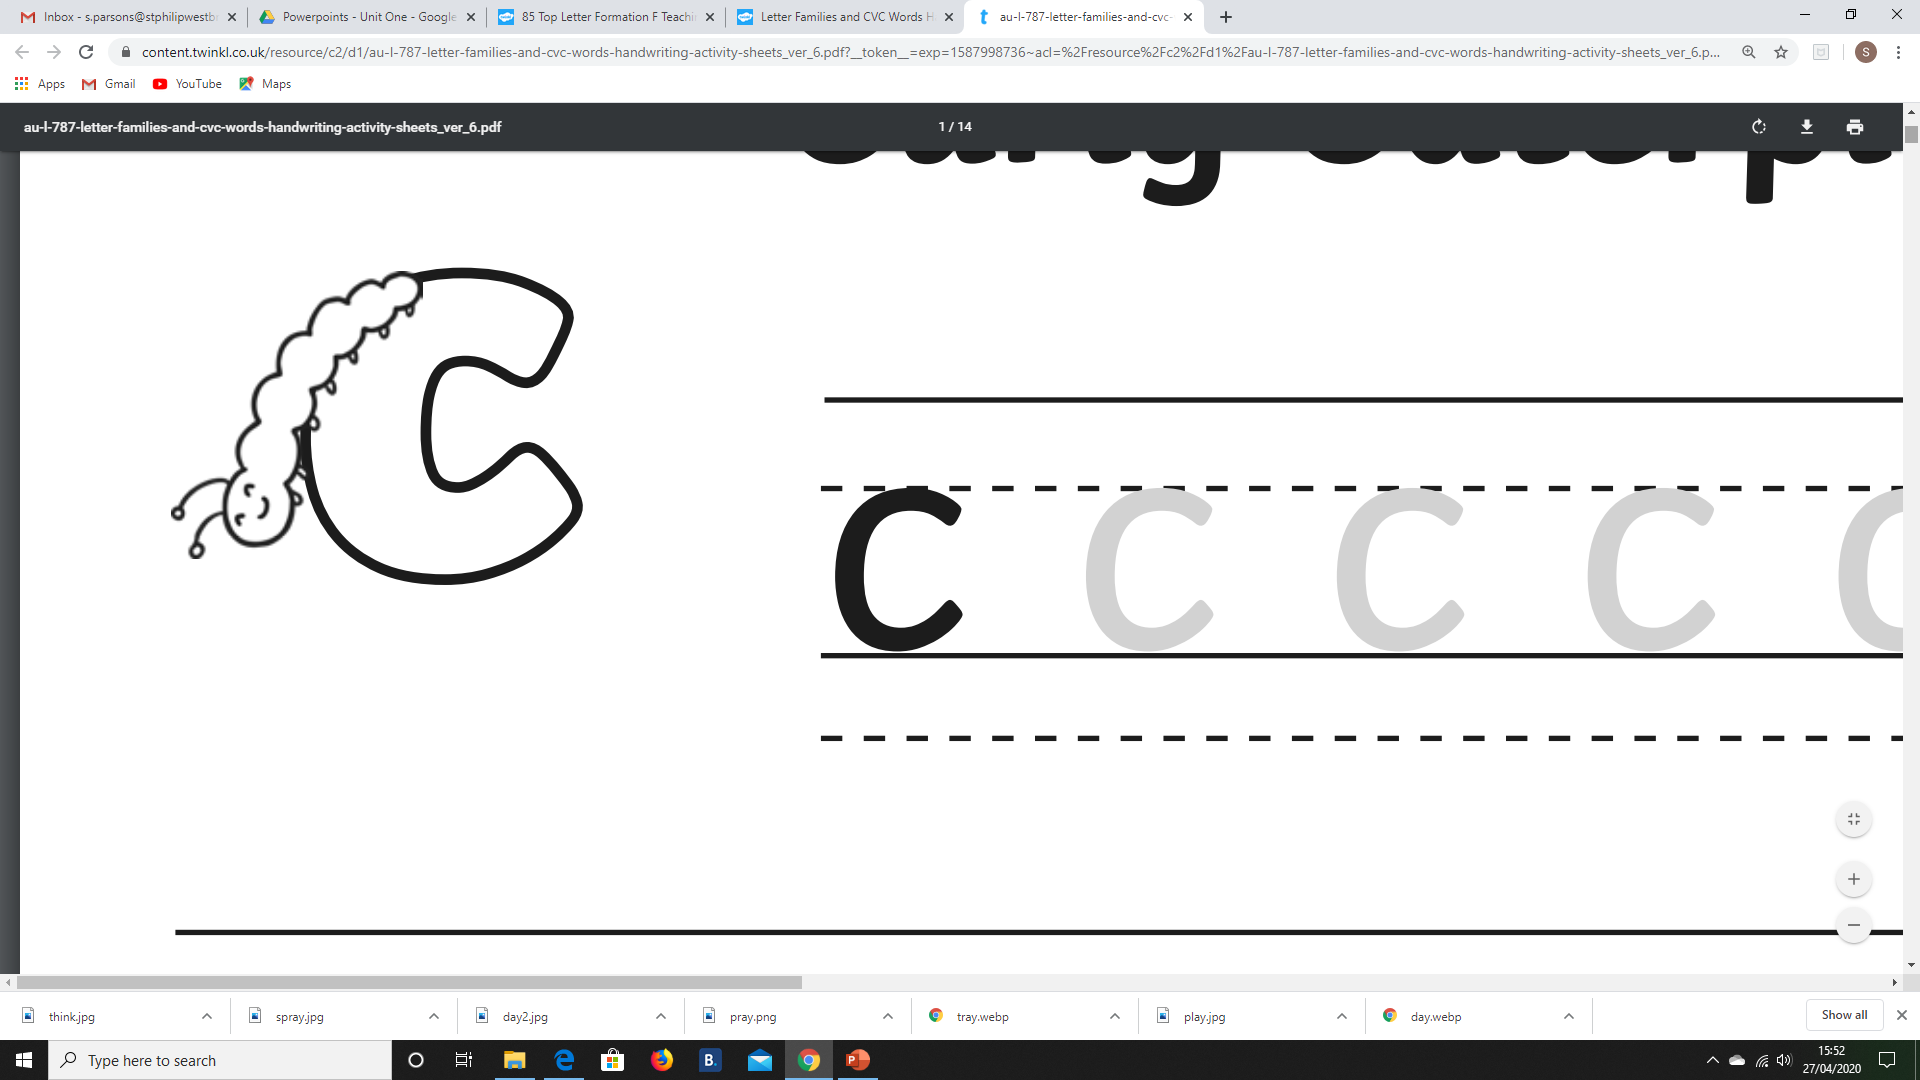 Inbox - s.parsons@stphilipwestbr
Powerpoints - Unit One - Google
85 Top Letter Formation F Teachi
Letter Families and CVC Words H
au-l-787-letter-families-and-cvc-
content.twinkl.co.uk/resource/c2/d1/au-l-787-letter-families-and-cvc-words-handwriting-activity-sheets_ver_6.pdf?__token__=exp=1587998736~acl=%2Fresource%2Fc2%2Fd1%2Fau-l-787-letter-families-and-cvc-words-handwriting-activity-sheets_ver_6.p...
S
Apps Gmail YouTube Maps
au-l-787-letter-families-and-cvc-words-handwriting-activity-sheets_ver_6.pdf
1 / 14
C
c c c c c
think.jpg
spray.jpg
day2.jpg
pray.png
tray.webp
play.jpg
day.webp
Show all
Type here to search
B.
15:52
27/04/2020